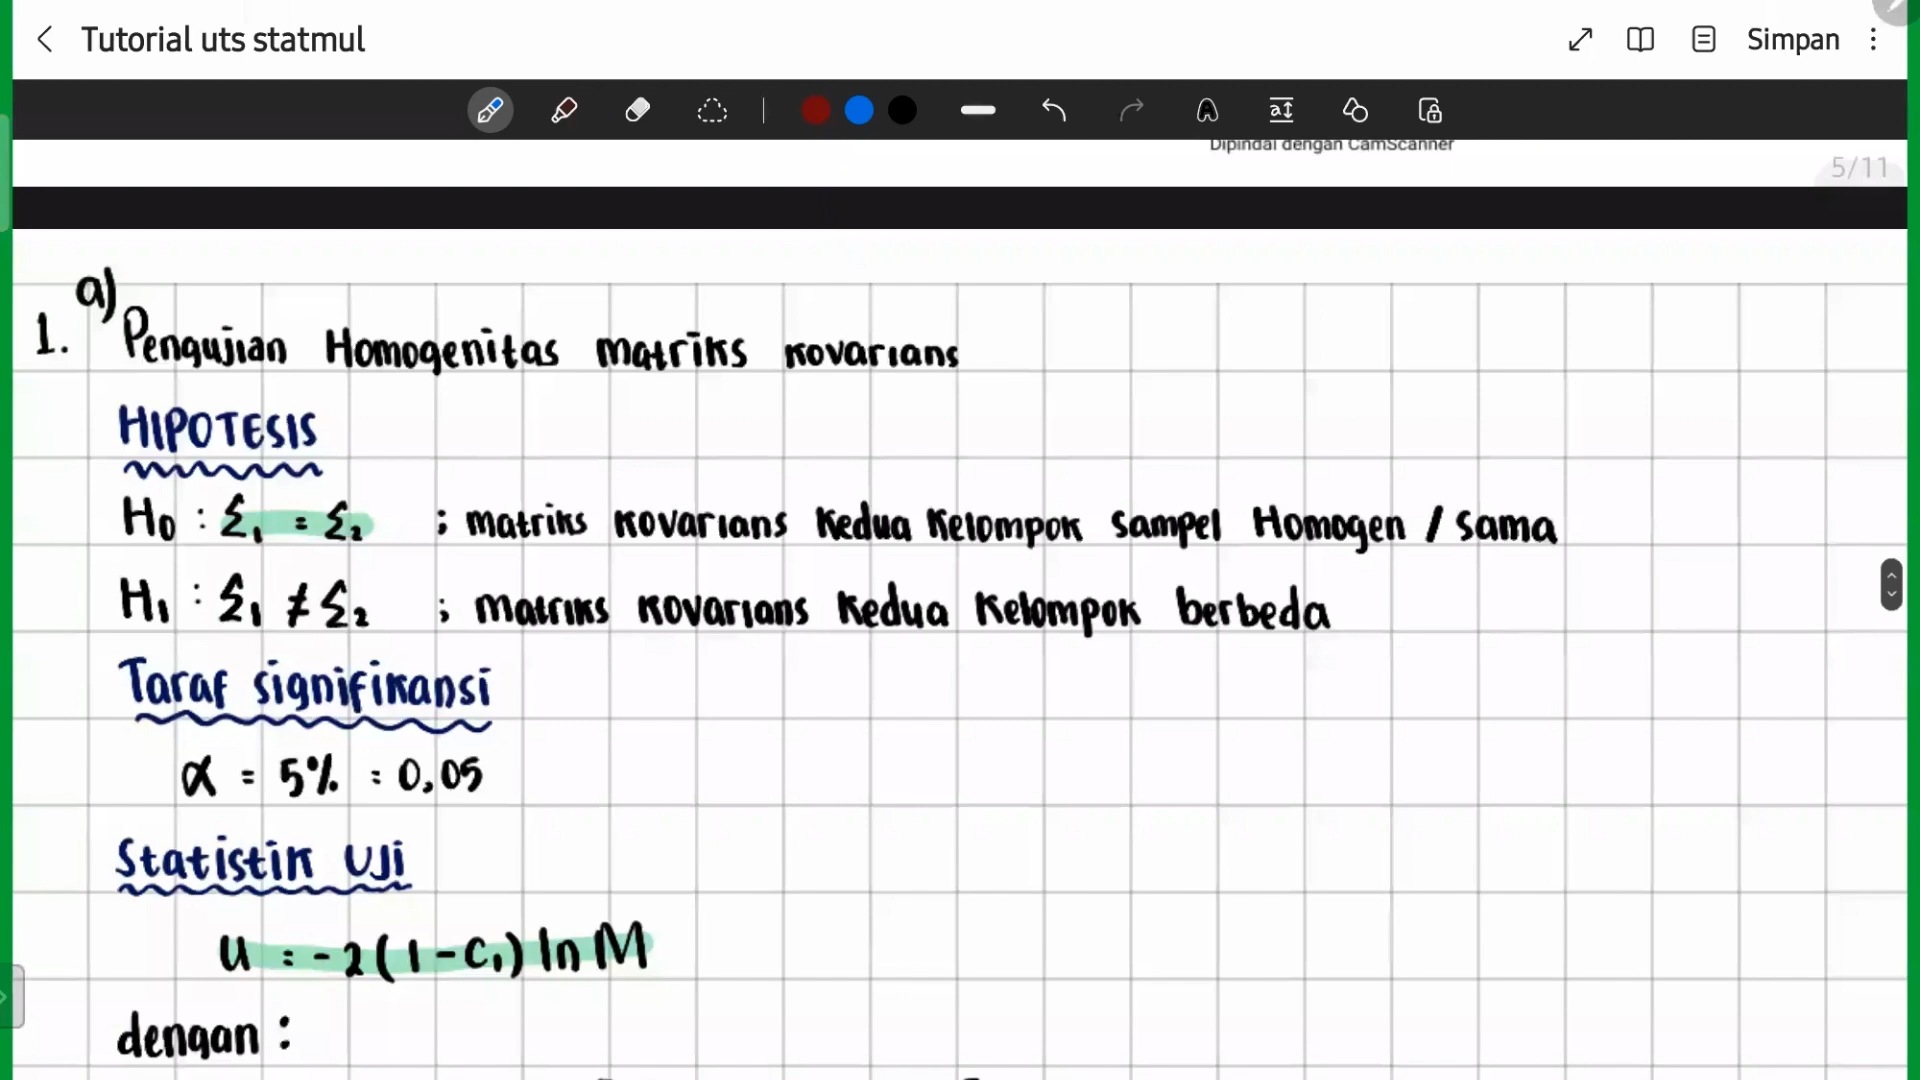 Tutorial uts statmul
Simpan
Dipindai dengan CamScanner
5/11
a)
1. Pengujian Homogenitas matriks kovarians
HIPOTESIS
H₀ : Σ₁ = Σ₂ ; matriks kovarians kedua kelompok sampel Homogen / sama
H₁ : Σ₁ ≠ Σ₂ ; matriks kovarians kedua kelompok berbeda
Taraf signifikansi
α = 5% = 0,05
Statistik Uji
U = -2(1-C₁) ln M
dengan :